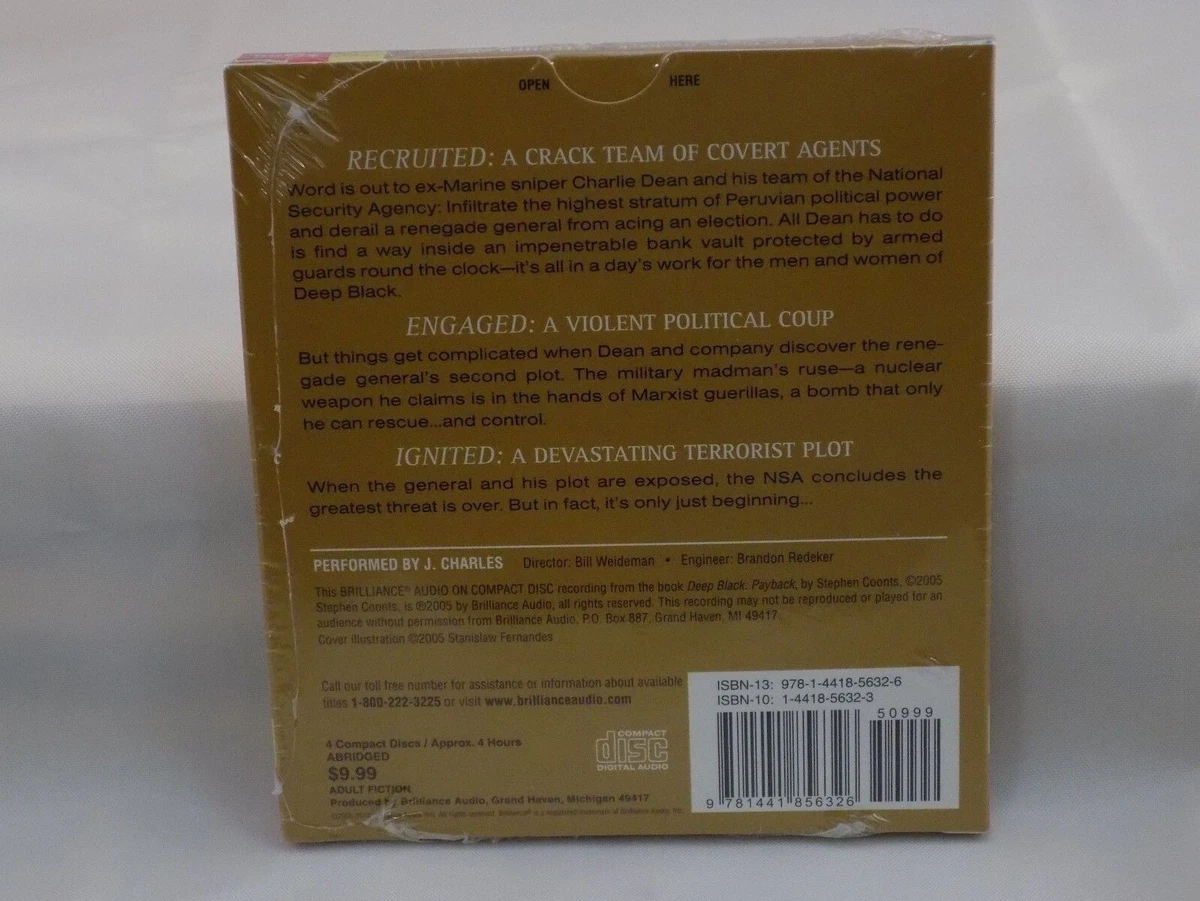 OPEN HERE
RECRUITED: A CRACK TEAM OF COVERT AGENTS
Word is out to ex-Marine sniper Charlie Dean and his team of the National
Security Agency: Infiltrate the highest stratum of Peruvian political power
and derail a renegade general from acing an election. All Dean has to do
is find a way inside an impenetrable bank vault protected by armed
guards round the clock—it's all in a day's work for the men and women of
Deep Black.
ENGAGED: A VIOLENT POLITICAL COUP
But things get complicated when Dean and company discover the rene-
gade general's second plot. The military madman's ruse—a nuclear
weapon he claims is in the hands of Marxist guerillas, a bomb that only
he can rescue...and control.
IGNITED: A DEVASTATING TERRORIST PLOT
When the general and his plot are exposed, the NSA concludes the
greatest threat is over. But in fact, it's only just beginning...
PERFORMED BY J. CHARLES Director: Bill Weideman • Engineer: Brandon Redeker
This BRILLIANCE® AUDIO ON COMPACT DISC recording from the book Deep Black: Payback, by Stephen Coonts, ©2005
Stephen Coonts, is ℗2005 by Brilliance Audio, all rights reserved. This recording may not be reproduced or played for an
audience without permission from Brilliance Audio, P.O. Box 887, Grand Haven, MI 49417.
Cover illustration ©2005 Stanislaw Fernandes
Call our toll free number for assistance or information about available
titles 1-800-222-3225 or visit www.brillianceaudio.com
4 Compact Discs / Approx. 4 Hours
ABRIDGED
$9.99
ADULT FICTION
Produced by Brilliance Audio, Grand Haven, Michigan 49417
COMPACT
disc
DIGITAL AUDIO
ISBN-13: 978-1-4418-5632-6
ISBN-10: 1-4418-5632-3
50999
9 781441 856326